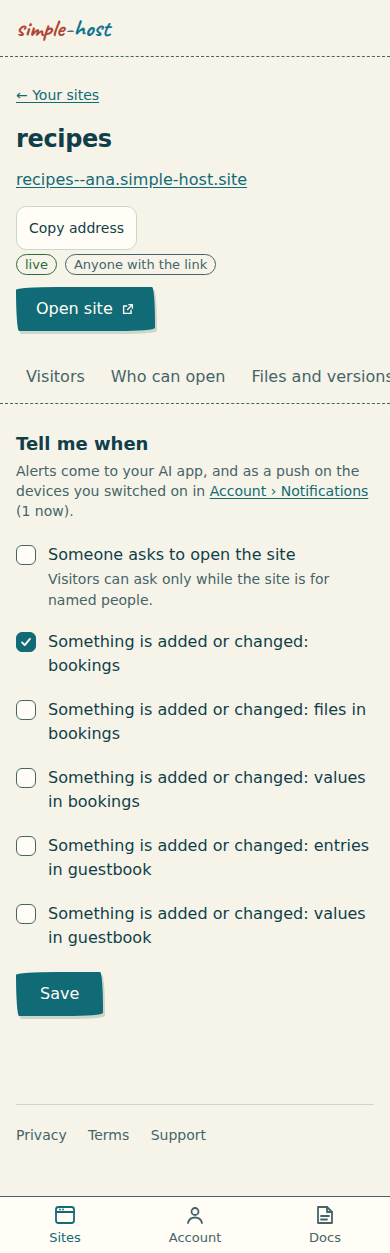 simple-host
← Your sites
recipes
recipes--ana.simple-host.site
Copy address
live
Anyone with the link
Open site
Visitors
Who can open
Files and versions
Tell me when
Alerts come to your AI app, and as a push on the
devices you switched on in Account › Notifications
(1 now).
Someone asks to open the site
Visitors can ask only while the site is for
named people.
Something is added or changed:
bookings
Something is added or changed: files in
bookings
Something is added or changed: values
in bookings
Something is added or changed: entries
in guestbook
Something is added or changed: values
in guestbook
Save
Privacy
Terms
Support
Sites
Account
Docs